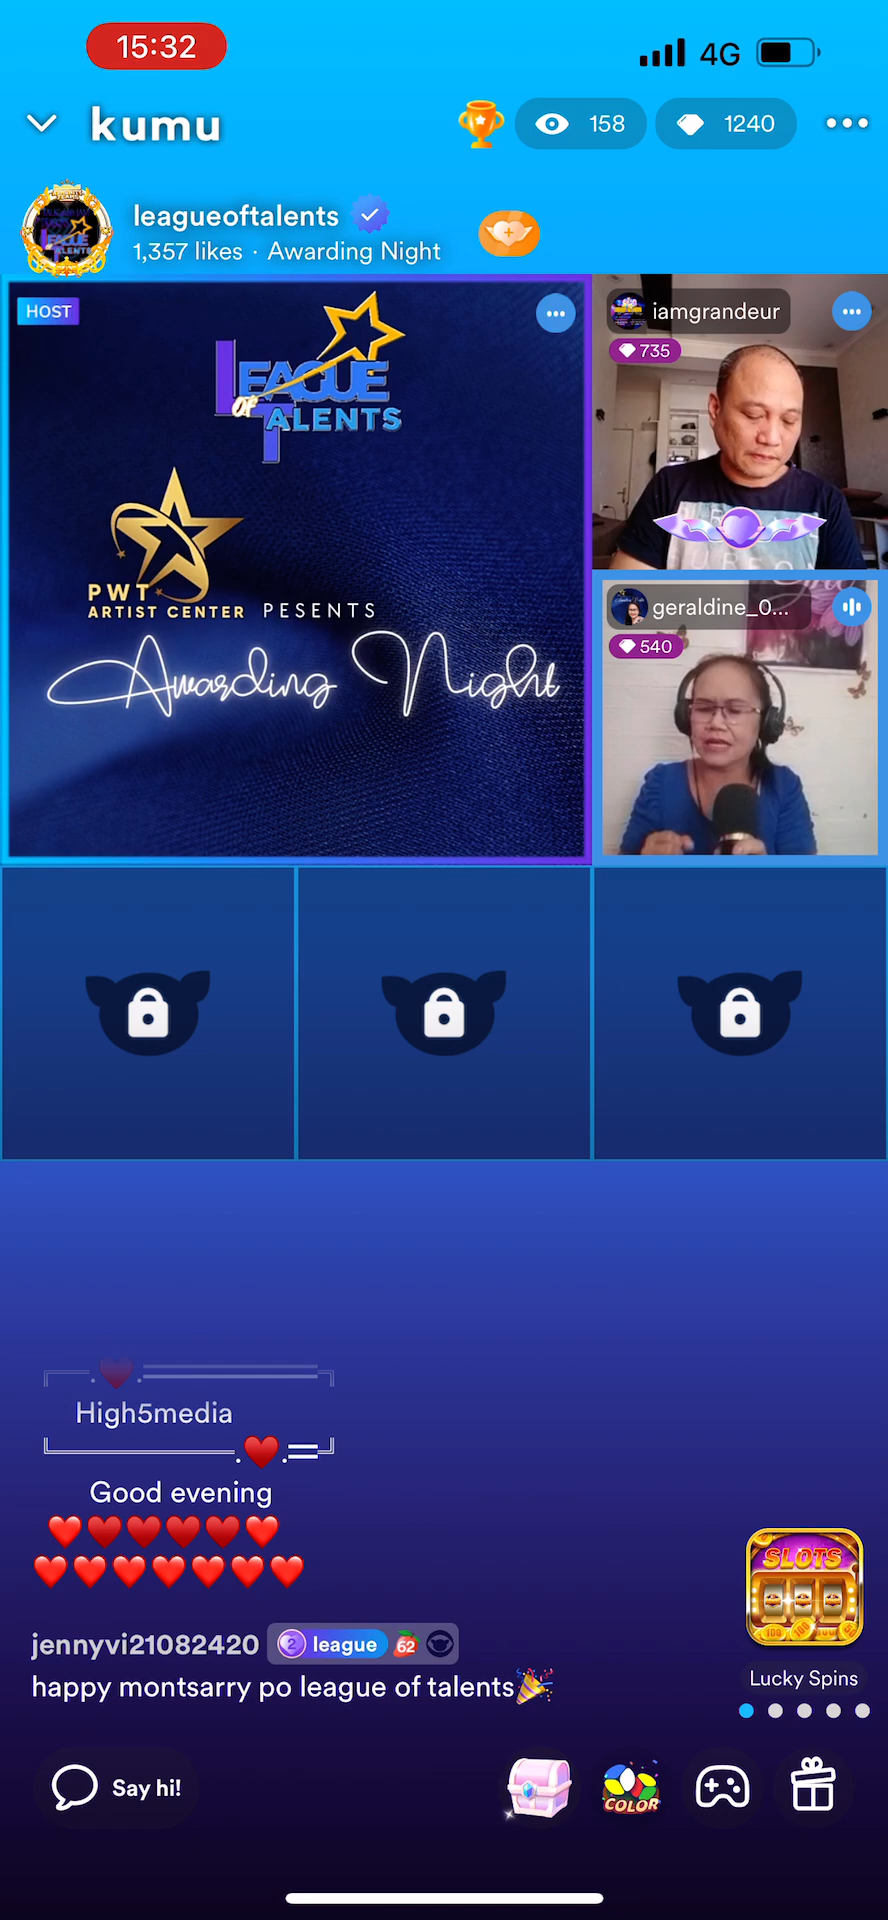 15:32
4G
kumu
158
1240
leagueoftalents
1,357 likes · Awarding Night
HOST
LEAGUE
OF
TALENTS
PWT
ARTIST CENTER PESENTS
Awarding Night
iamgrandeur
735
geraldine_0...
540
High5media
Good evening
jennyvi21082420 2 league 62
happy montsarry po league of talents
SLOTS
Lucky Spins
Say hi!
COLOR